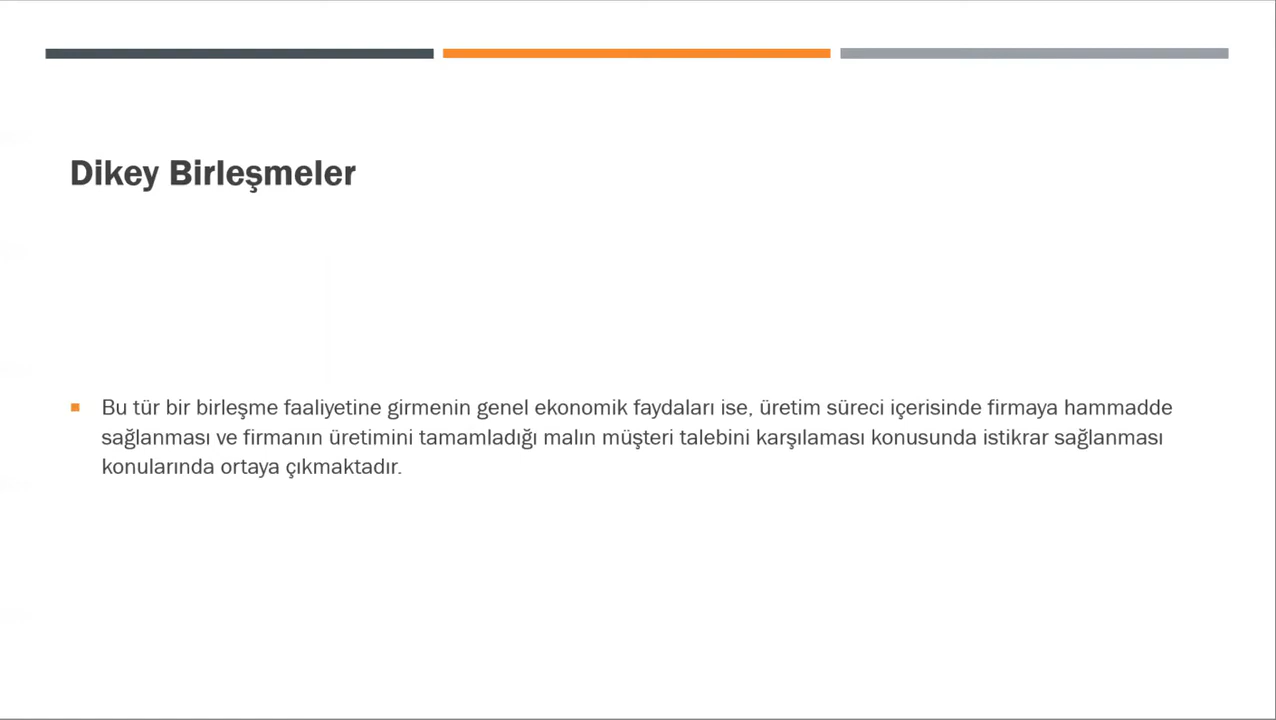 Dikey Birleşmeler
Bu tür bir birleşme faaliyetine girmenin genel ekonomik faydaları ise, üretim süreci içerisinde firmaya hammadde
sağlanması ve firmanın üretimini tamamladığı malın müşteri talebini karşılaması konusunda istikrar sağlanması
konularında ortaya çıkmaktadır.